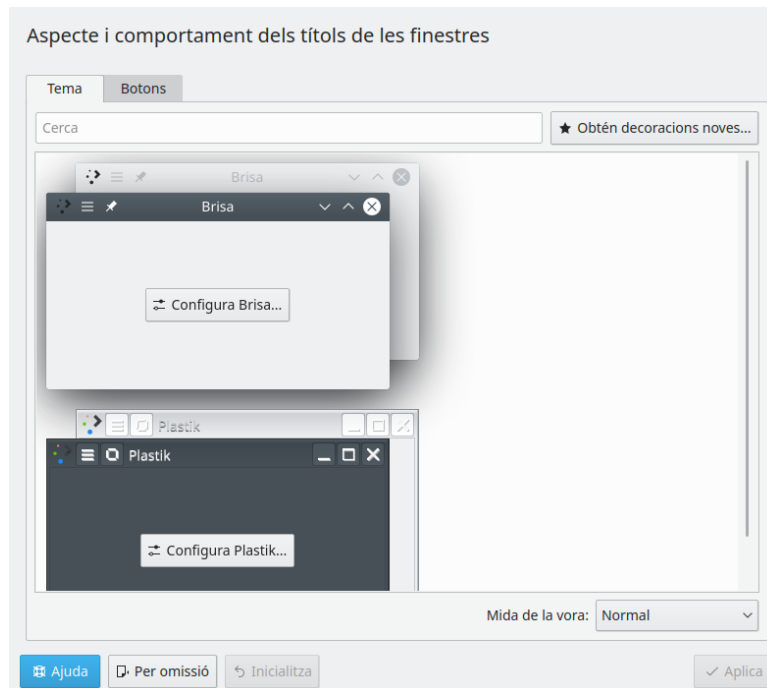 Aspecte i comportament dels títols de les finestres
Tema Botons
Cerca
Obtén decoracions noves...
Brisa
Brisa
Configura Brisa...
Plastik
Plastik
Configura Plastik...
Mida de la vora: Normal
Ajuda Per omissió Inicialitza Aplica